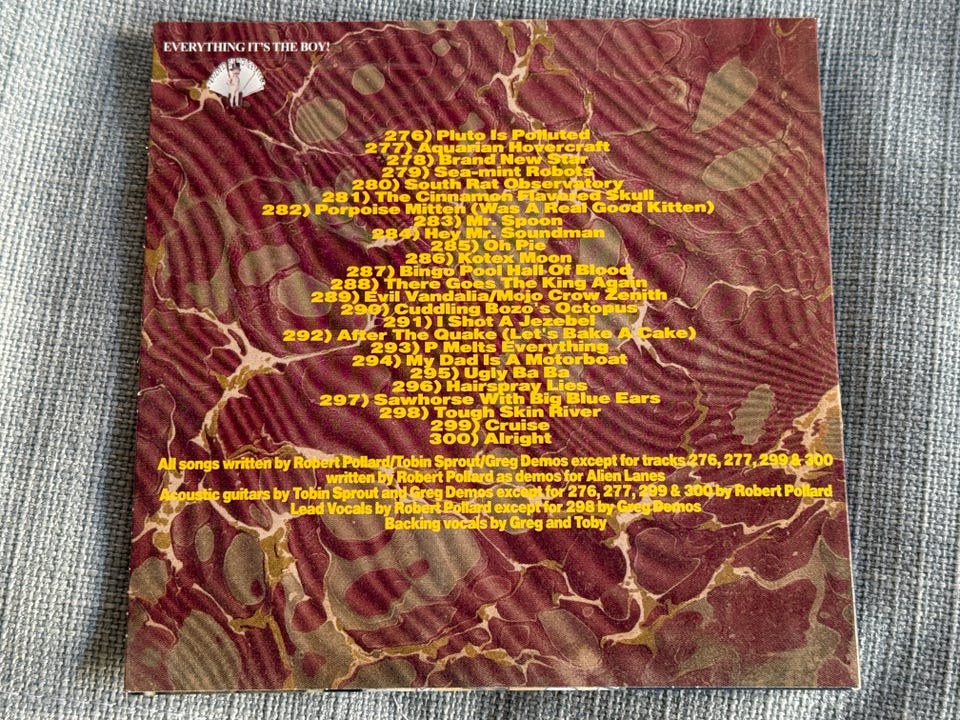 EVERYTHING IT'S THE BOY!
276) Pluto Is Polluted
277) Aquarian Hovercraft
278) Brand New Star
279) Sea-mint Robots
280) South Rat Observatory
281) The Cinnamon Flavored Skull
282) Porpoise Mitten (Was A Real Good Kitten)
283) Mr. Spoon
284) Hey Mr. Soundman
285) Oh Pie
286) Kotex Moon
287) Bingo Pool Hall Of Blood
288) There Goes The King Again
289) Evil Vandalia/Mojo Crow Zenith
290) Cuddling Bozo's Octopus
291) I Shot A Jezebel
292) After The Quake (Let's Bake A Cake)
293) P Melts Everything
294) My Dad Is A Motorboat
295) Ugly Ba Ba
296) Hairspray Lies
297) Sawhorse With Big Blue Ears
298) Tough Skin River
299) Cruise
300) Alright
All songs written by Robert Pollard/Tobin Sprout/Greg Demos except for tracks 276, 277, 299 & 300
written by Robert Pollard as demos for Alien Lanes
Acoustic guitars by Tobin Sprout and Greg Demos except for 276, 277, 299 & 300 by Robert Pollard
Lead Vocals by Robert Pollard except for 298 by Greg Demos
Backing vocals by Greg and Toby